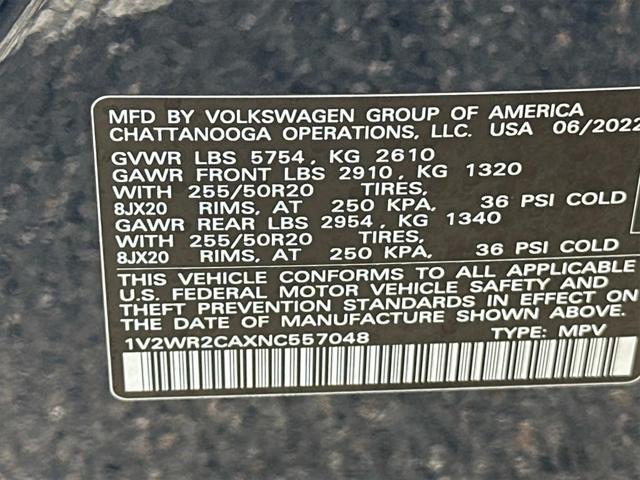 MFD BY VOLKSWAGEN GROUP OF AMERICA
CHATTANOOGA OPERATIONS, LLC. USA 06/2022
GVWR LBS 5754, KG 2610
GAWR FRONT LBS 2910, KG 1320
WITH 255/50R20 TIRES,
8JX20 RIMS, AT 250 KPA, 36 PSI COLD
GAWR REAR LBS 2954, KG 1340
WITH 255/50R20 TIRES,
8JX20 RIMS, AT 250 KPA, 36 PSI COLD
THIS VEHICLE CONFORMS TO ALL APPLICABLE
U.S. FEDERAL MOTOR VEHICLE SAFETY AND
THEFT PREVENTION STANDARDS IN EFFECT ON
THE DATE OF MANUFACTURE SHOWN ABOVE.
1V2WR2CAXNC557048 TYPE: MPV